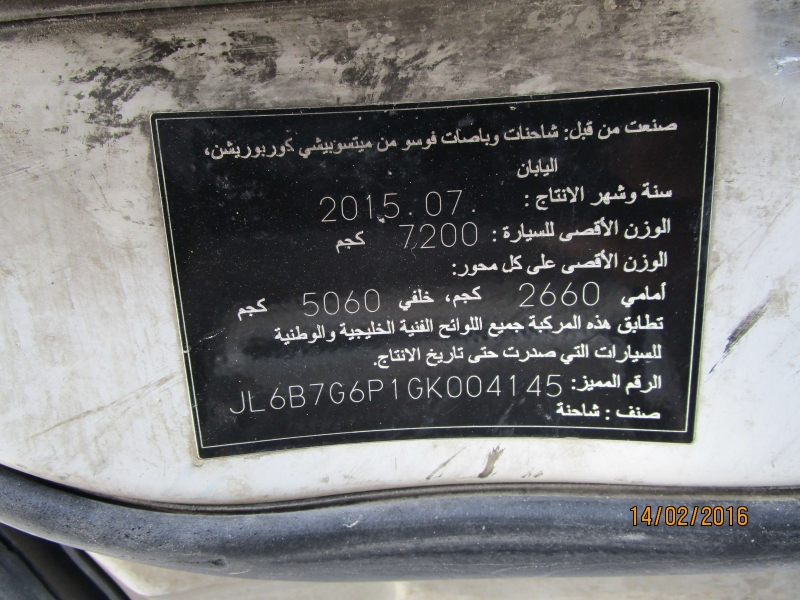 صنعت من قبل: شاحنات وباصات فوسو من ميتسوبيشي كوربوريشن،
اليابان
سنة وشهر الانتاج : 2015.07.
الوزن الأقصى للسيارة : 7200 كجم
الوزن الأقصى على كل محور:
أمامي 2660 كجم، خلفي 5060 كجم
تطابق هذه المركبة جميع اللوائح الفنية الخليجية والوطنية
للسيارات التي صدرت حتى تاريخ الانتاج.
الرقم المميز: JL6B7G6P1GK004145
صنف : شاحنة
14/02/2016